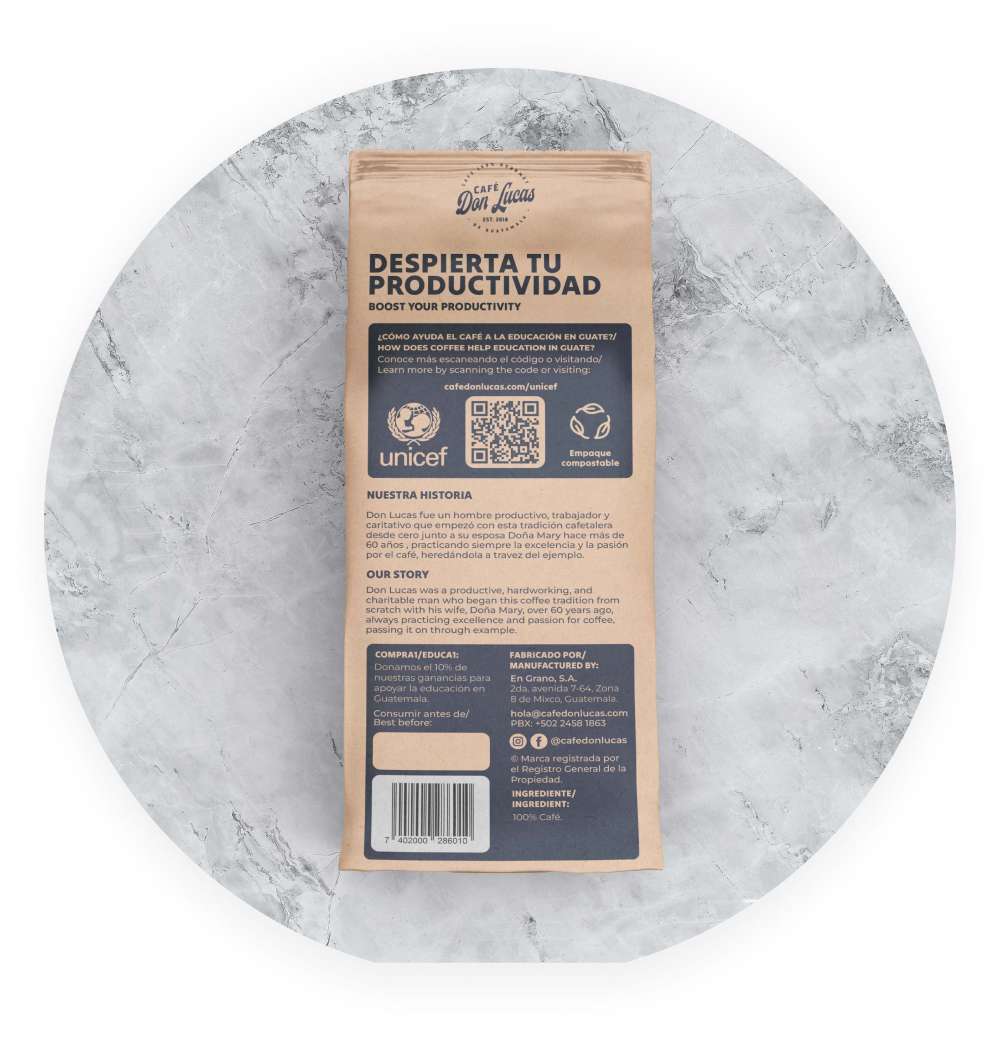 CAFÉ 100% GOURMET
CAFÉ
Don Lucas
EST. 2018
DE GUATEMALA
DESPIERTA TU
PRODUCTIVIDAD
BOOST YOUR PRODUCTIVITY
¿CÓMO AYUDA EL CAFÉ A LA EDUCACIÓN EN GUATE?/
HOW DOES COFFEE HELP EDUCATION IN GUATE?
Conoce más escaneando el código o visitando/
Learn more by scanning the code or visiting:
cafedonlucas.com/unicef
unicef
Empaque
compostable
NUESTRA HISTORIA
Don Lucas fue un hombre productivo, trabajador y
caritativo que empezó con esta tradición cafetalera
desde cero junto a su esposa Doña Mary hace más de
60 años , practicando siempre la excelencia y la pasión
por el café, heredándola a travez del ejemplo.
OUR STORY
Don Lucas was a productive, hardworking, and
charitable man who began this coffee tradition from
scratch with his wife, Doña Mary, over 60 years ago,
always practicing excellence and passion for coffee,
passing it on through example.
COMPRA1/EDUCA1:
Donamos el 10% de
nuestras ganancias para
apoyar la educación en
Guatemala.
Consumir antes de/
Best before:
7 402000 286010
FABRICADO POR/
MANUFACTURED BY:
En Grano, S.A.
2da. avenida 7-64, Zona
8 de Mixco, Guatemala.
hola@cafedonlucas.com
PBX: +502 2458 1863
@cafedonlucas
© Marca registrada por
el Registro General de la
Propiedad.
INGREDIENTE/
INGREDIENT:
100% Café.